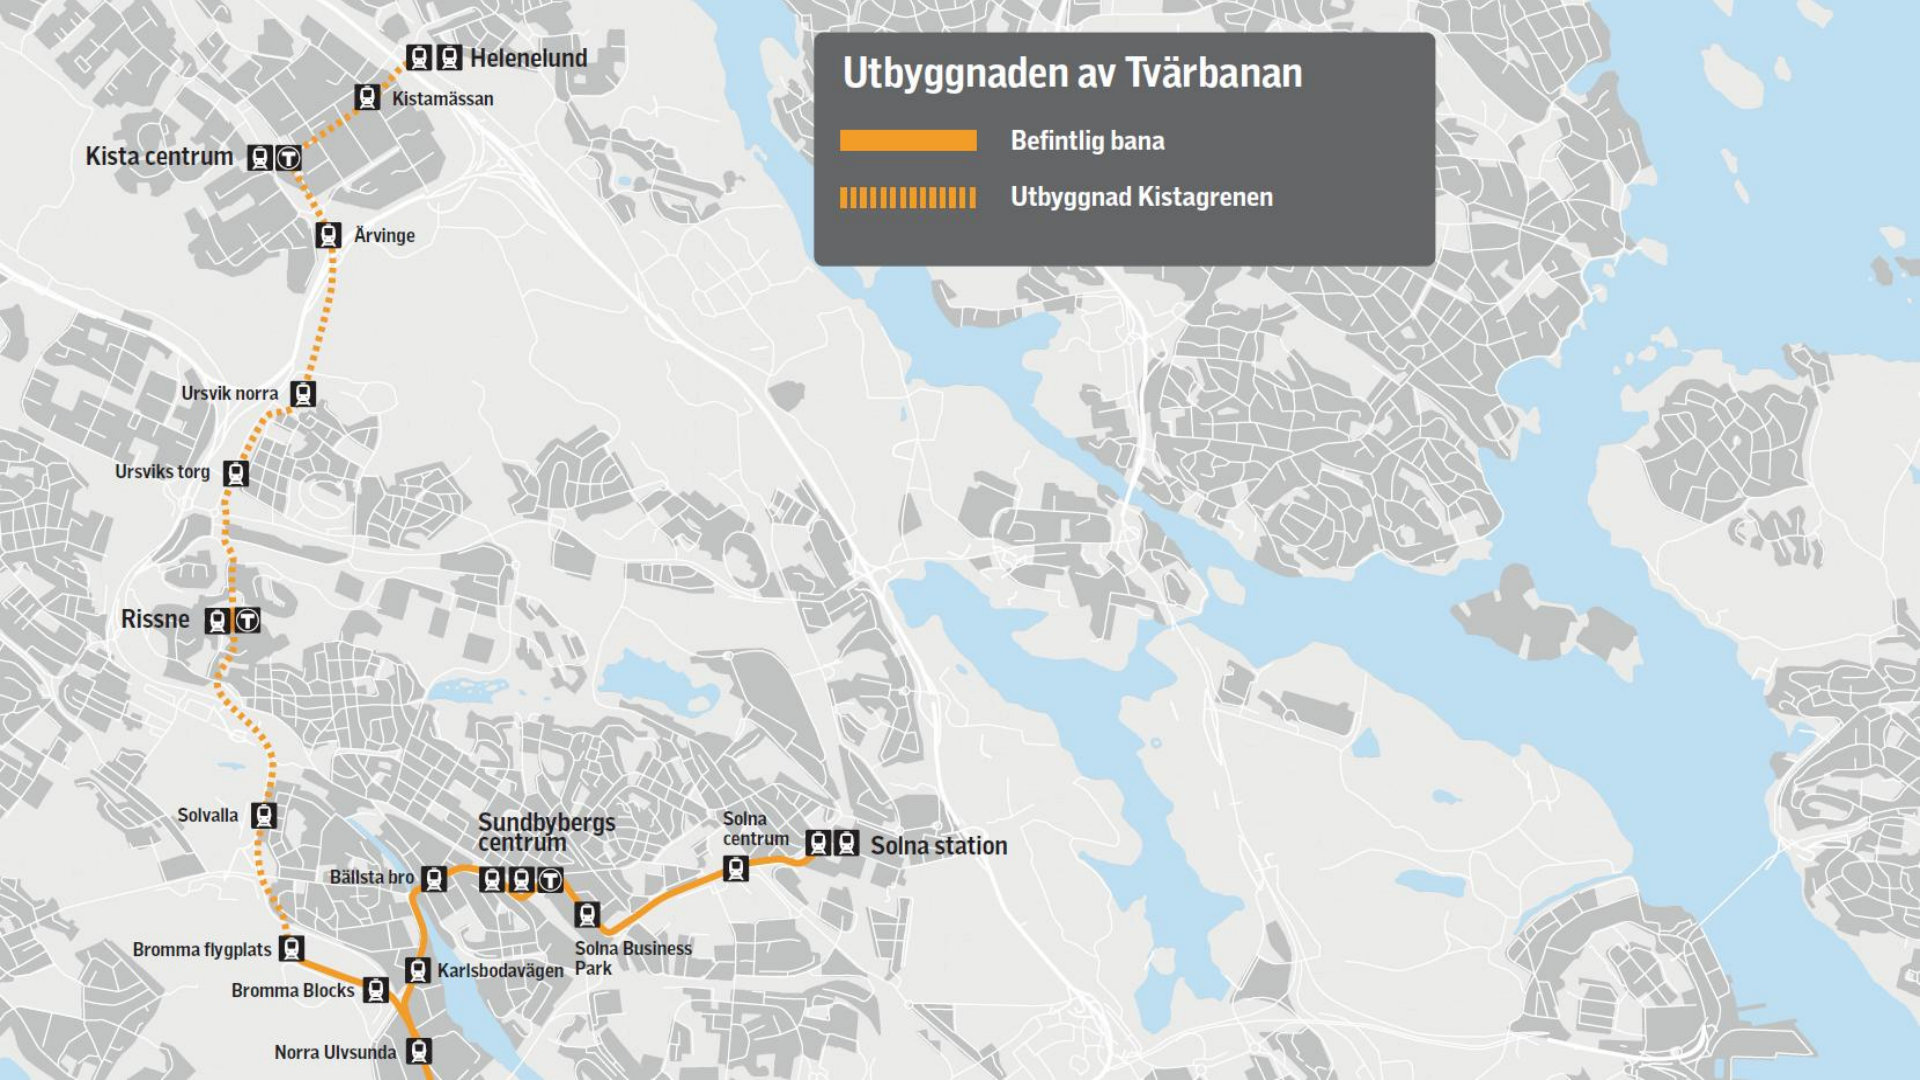 Helenelund
Kistamässan
Kista centrum
Ärvinge
Utbyggnaden av Tvärbanan
Befintlig bana
Utbyggnad Kistagrenen
Ursvik norra
Ursviks torg
Rissne
Solvalla
Sundbybergs
centrum
Solna
centrum
Solna station
Bällsta bro
Solna Business
Park
Bromma flygplats
Karlsbodavägen
Bromma Blocks
Norra Ulvsunda
T
T
T